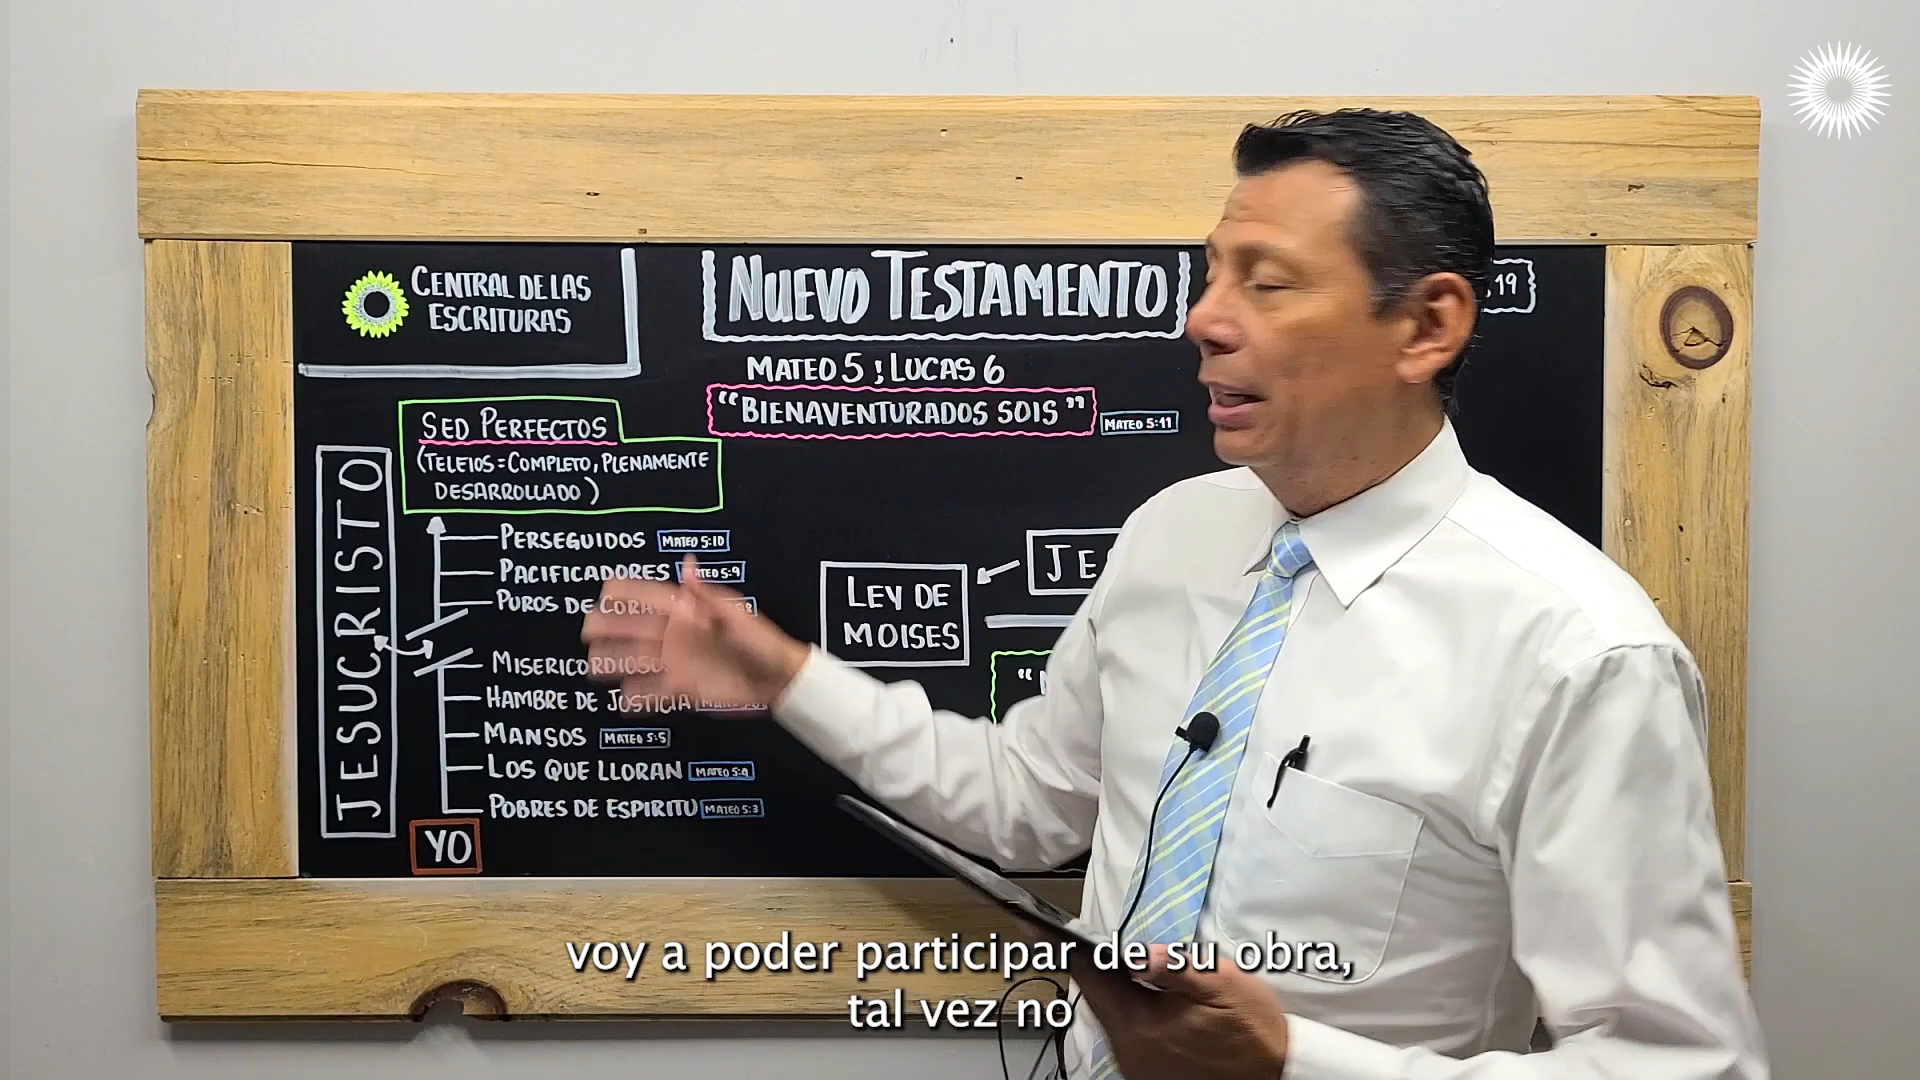 CENTRAL DE LAS
ESCRITURAS
NUEVO TESTAMENTO
19
MATEO 5 ; LUCAS 6
"BIENAVENTURADOS SOIS"
MATEO 5:11
SED PERFECTOS
(TELEIOS=COMPLETO, PLENAMENTE
DESARROLLADO)
JESUCRISTO
PERSEGUIDOS MATEO 5:10
PACIFICADORES MATEO 5:9
PUROS DE
MISERICORDIOSO
HAMBRE DE JUSTICIA
MANSOS MATEO 5:5
LOS QUE LLORAN MATEO 5:4
POBRES DE ESPIRITU MATEO 5:3
YO
LEY DE
MOISES
JE
voy a poder participar de su obra,
tal vez no